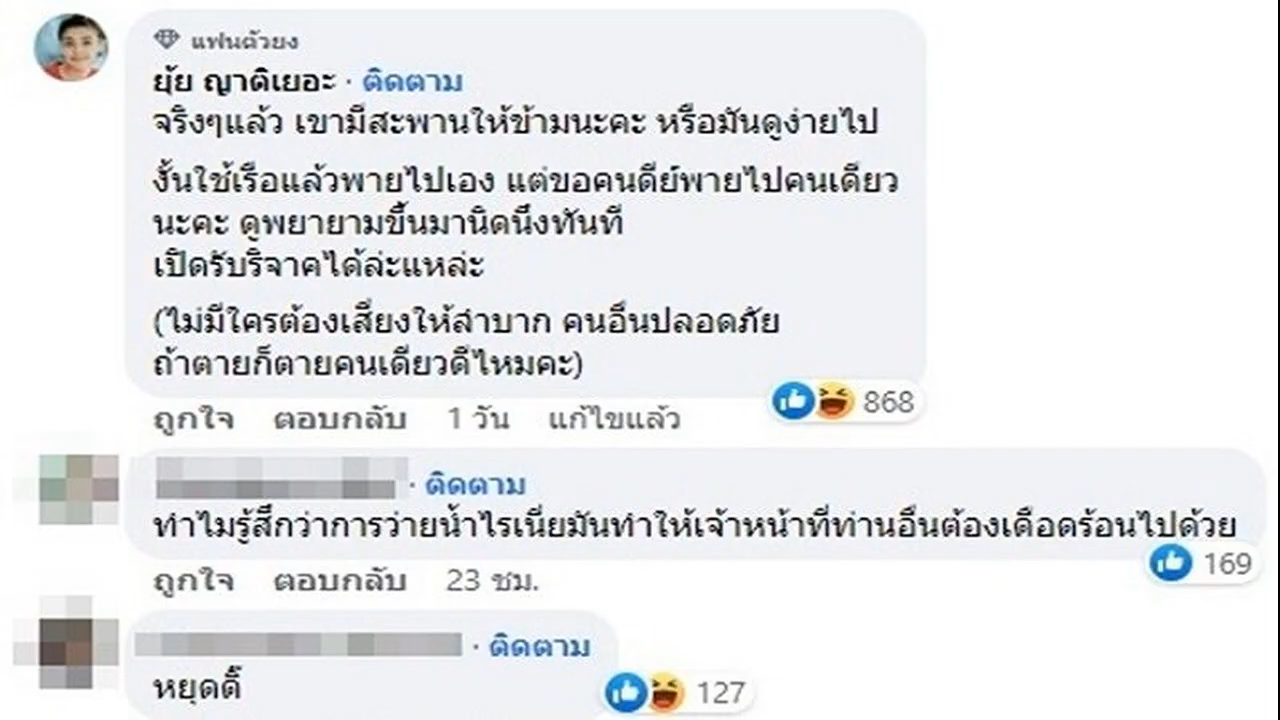 แฟนตัวยง
ยุ้ย ญาติเยอะ · ติดตาม
จริงๆแล้ว เขามีสะพานให้ข้ามนะคะ หรือมันดูง่ายไป
งั้นใช้เรือแล้วพายไปเอง แต่ขอคนดีย์พายไปคนเดียว
นะคะ ดูพยายามขึ้นมานิดนึงทันที
เปิดรับริจาคได้ล่ะแหล่ะ
(ไม่มีใครต้องเสี่ยงให้ลำบาก คนอื่นปลอดภัย
ถ้าตายก็ตายคนเดียวดีไหมคะ)
868
ถูกใจ ตอบกลับ 1 วัน แก้ไขแล้ว
· ติดตาม
ทำไมรู้สึกว่าการว่ายน้ำไรเนี่ยมันทำให้เจ้าหน้าที่ท่านอื่นต้องเดือดร้อนไปด้วย
169
ถูกใจ ตอบกลับ 23 ชม.
· ติดตาม
หยุดดิ๊
127